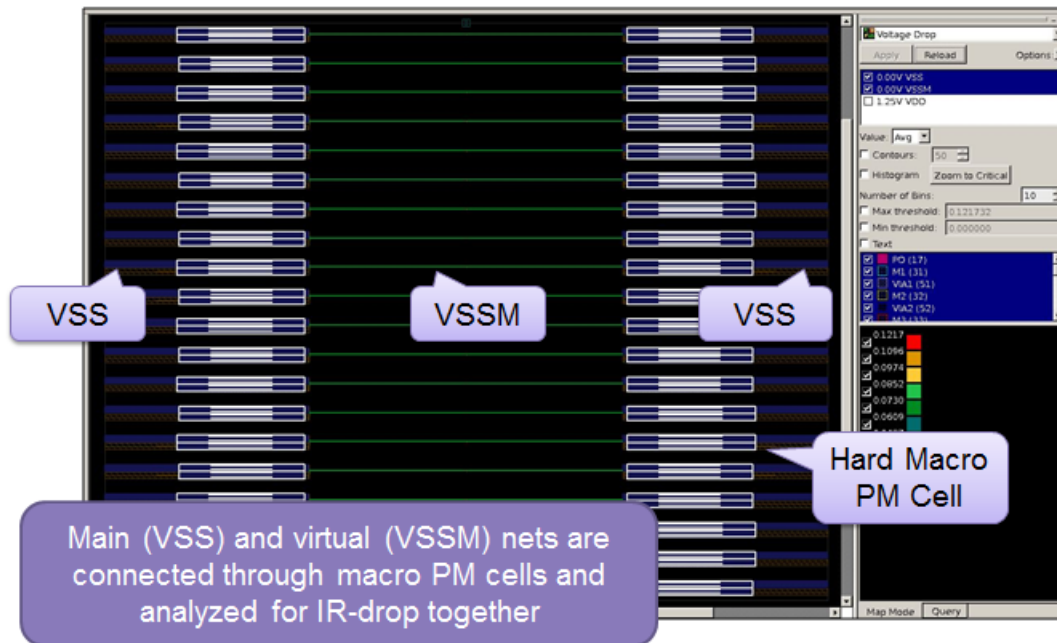 Voltage Drop
Apply Reload Options:
0.00V VSS
0.00V VSSM
1.25V VDD
Value: Avg
Contours: 50
Histogram Zoom to Critical
Number of Bins: 10
Max threshold: 0.121732
Min threshold: 0.000000
Text
PO (17)
M1 (31)
VIA1 (51)
M2 (32)
VIA2 (52)
M3 (33)
0.1217
0.1096
0.0974
0.0852
0.0730
0.0609
VSS
VSSM
VSS
Hard Macro
PM Cell
Main (VSS) and virtual (VSSM) nets are
connected through macro PM cells and
analyzed for IR-drop together
Map Mode Query